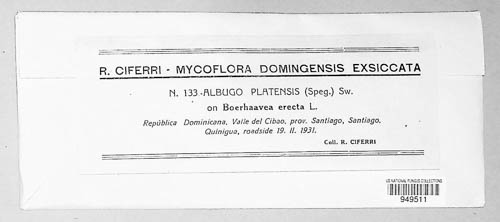 R. CIFERRI - MYCOFLORA DOMINGENSIS EXSICCATA
N. 133 - ALBUGO PLATENSIS (Speg.) Sw.
on Boerhaavea erecta L.
República Dominicana, Valle del Cibao, prov. Santiago, Santiago,
Quinigua, roadside 19. II. 1931.
Coll. R. CIFERRI
US NATIONAL FUNGUS COLLECTIONS
949511